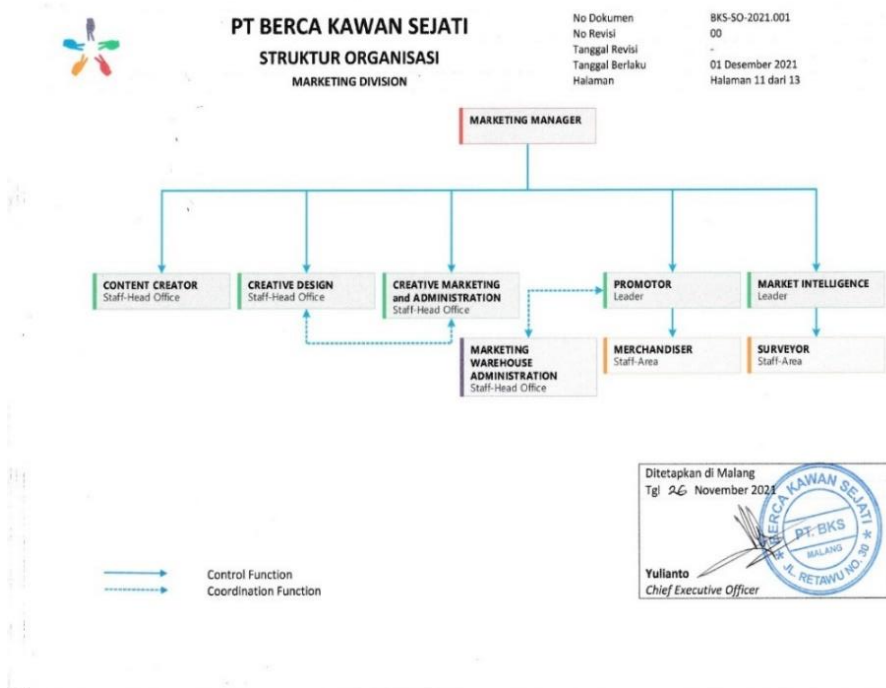 PT BERCA KAWAN SEJATI
STRUKTUR ORGANISASI
MARKETING DIVISION
No Dokumen BKS-SO-2021.001
No Revisi 00
Tanggal Revisi -
Tanggal Berlaku 01 Desember 2021
Halaman Halaman 11 dari 13
MARKETING MANAGER
CONTENT CREATOR
Staff-Head Office
CREATIVE DESIGN
Staff-Head Office
CREATIVE MARKETING
and ADMINISTRATION
Staff-Head Office
PROMOTOR
Leader
MARKET INTELLIGENCE
Leader
MARKETING
WAREHOUSE
ADMINISTRATION
Staff-Head Office
MERCHANDISER
Staff-Area
SURVEYOR
Staff-Area
Ditetapkan di Malang
Tgl 26 November 2021
BERCA KAWAN SEJATI
PT. BKS
MALANG
JL. RETAWU NO. 30
Yulianto
Chief Executive Officer
Control Function
Coordination Function